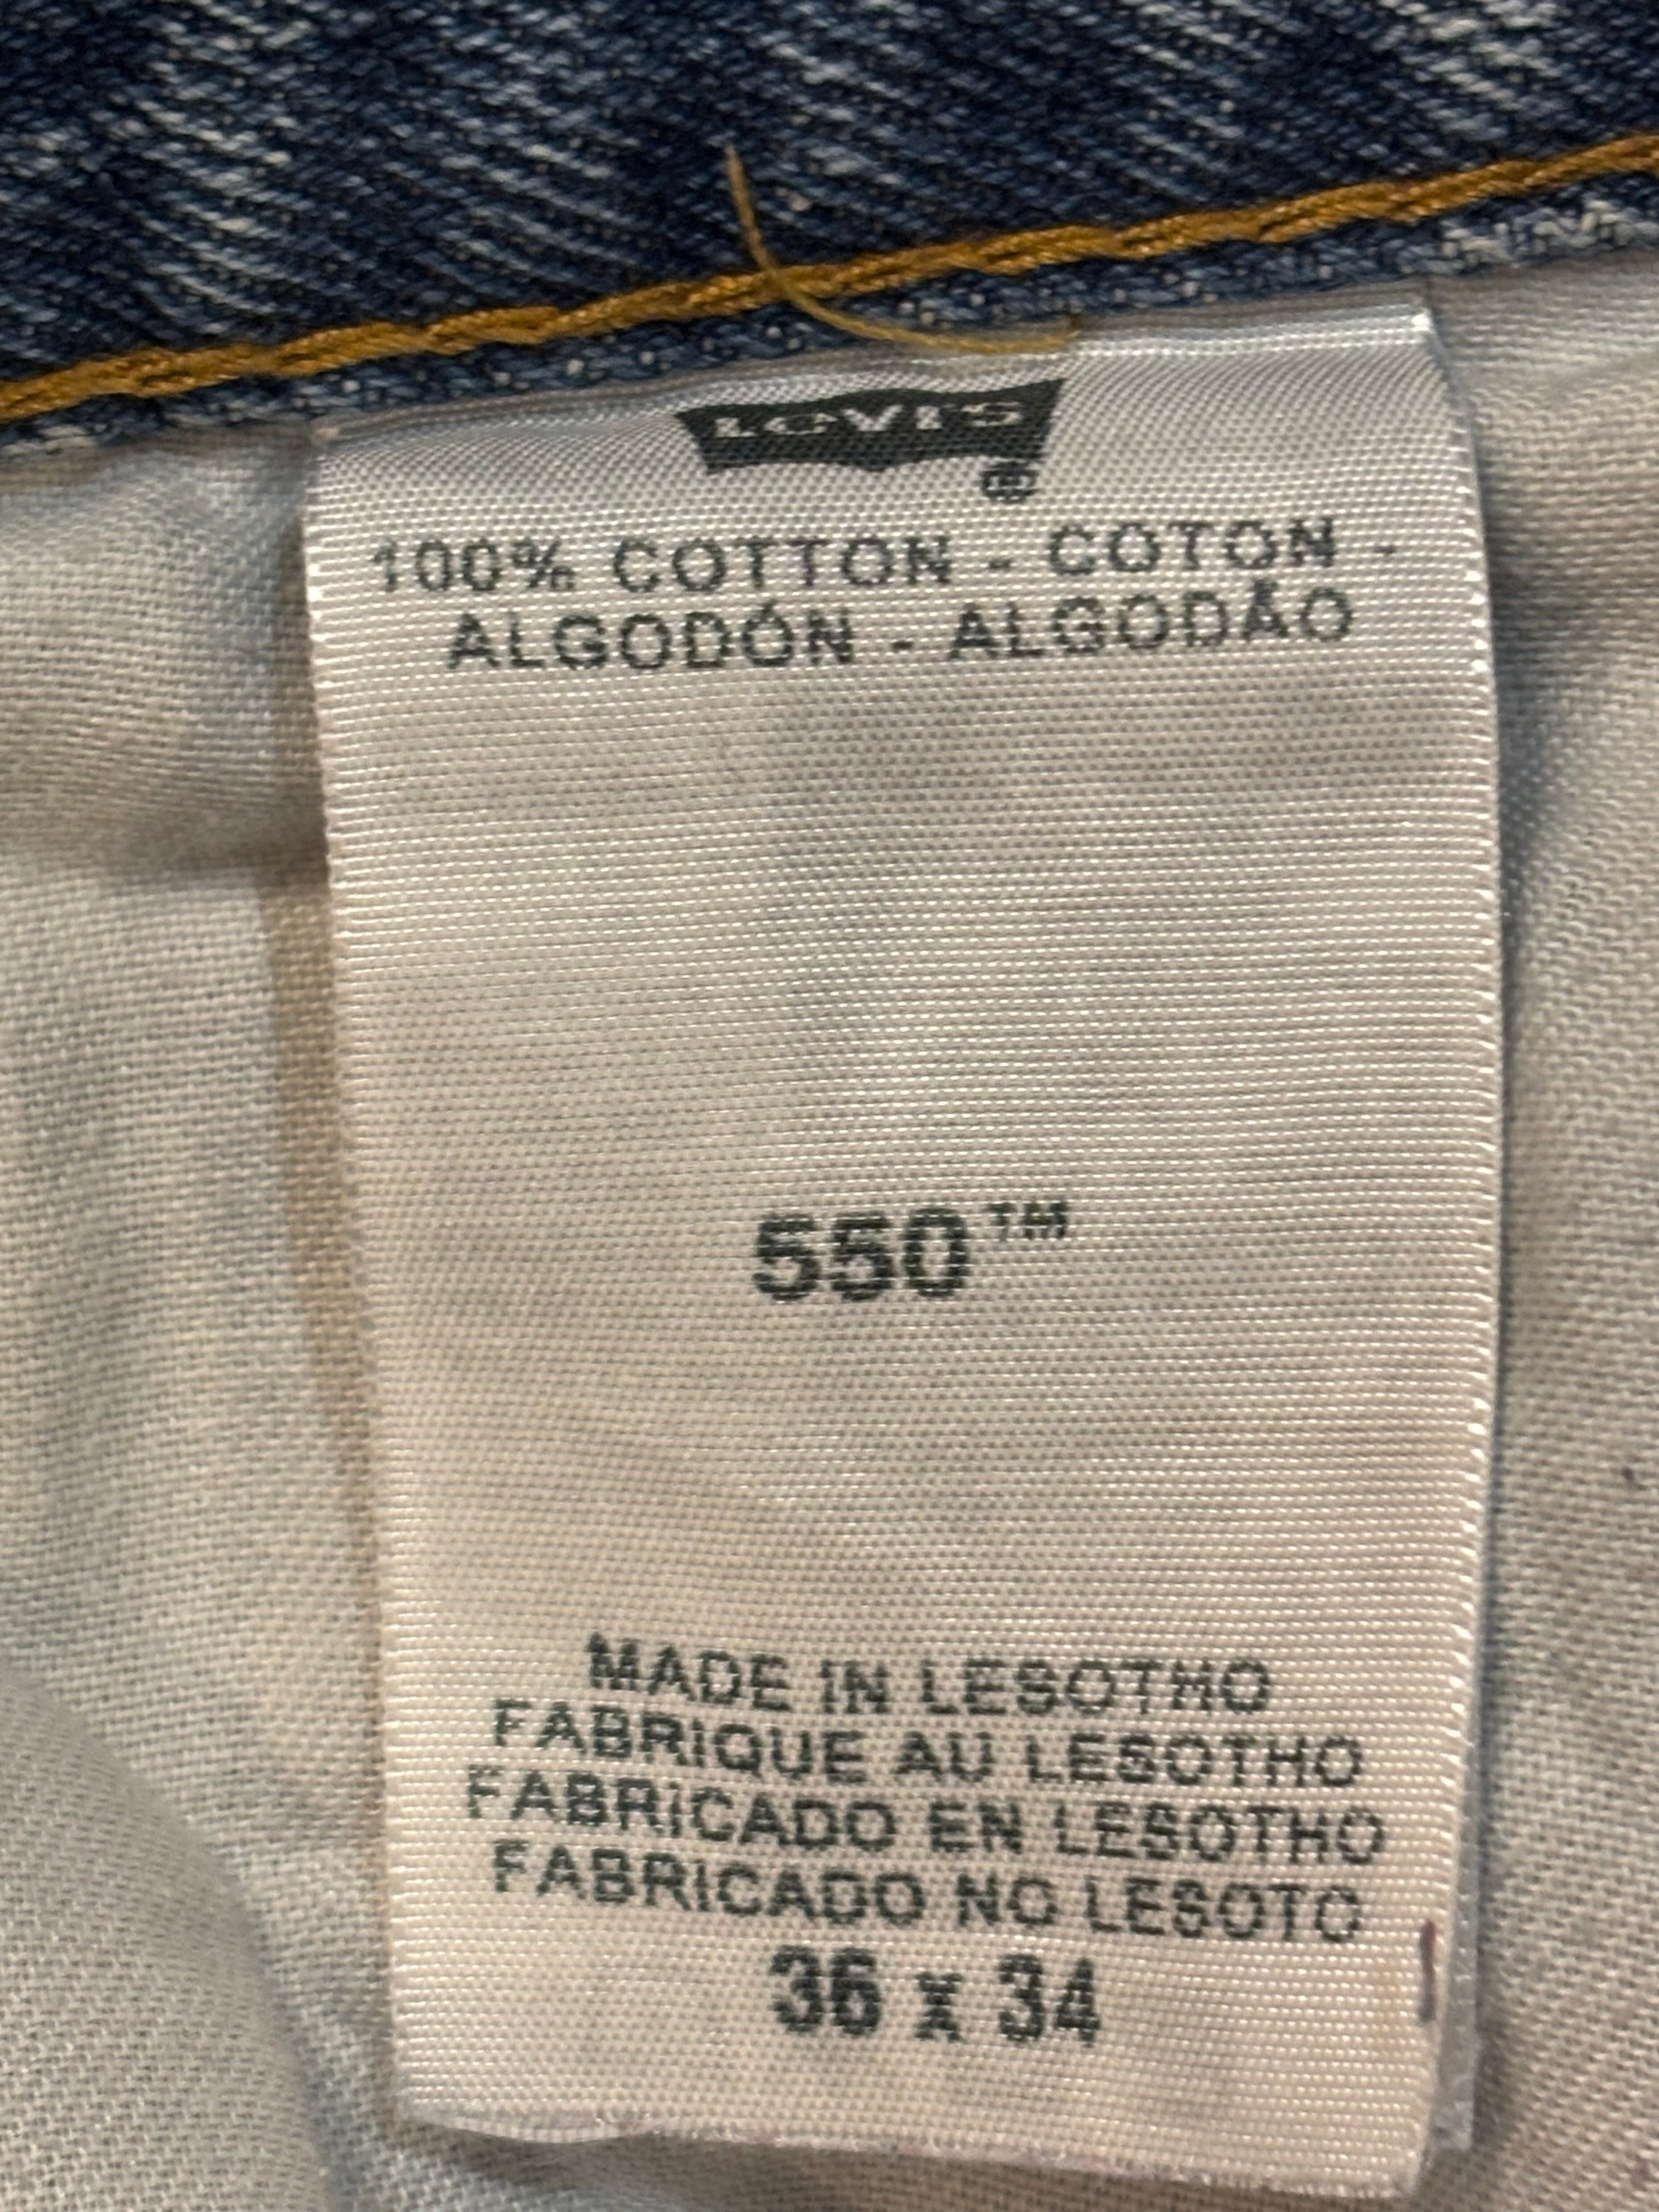 LEVI'S
®
100% COTTON - COTON -
ALGODÓN - ALGODÃO
550™
MADE IN LESOTHO
FABRIQUE AU LESOTHO
FABRICADO EN LESOTHO
FABRICADO NO LESOTO
36 x 34